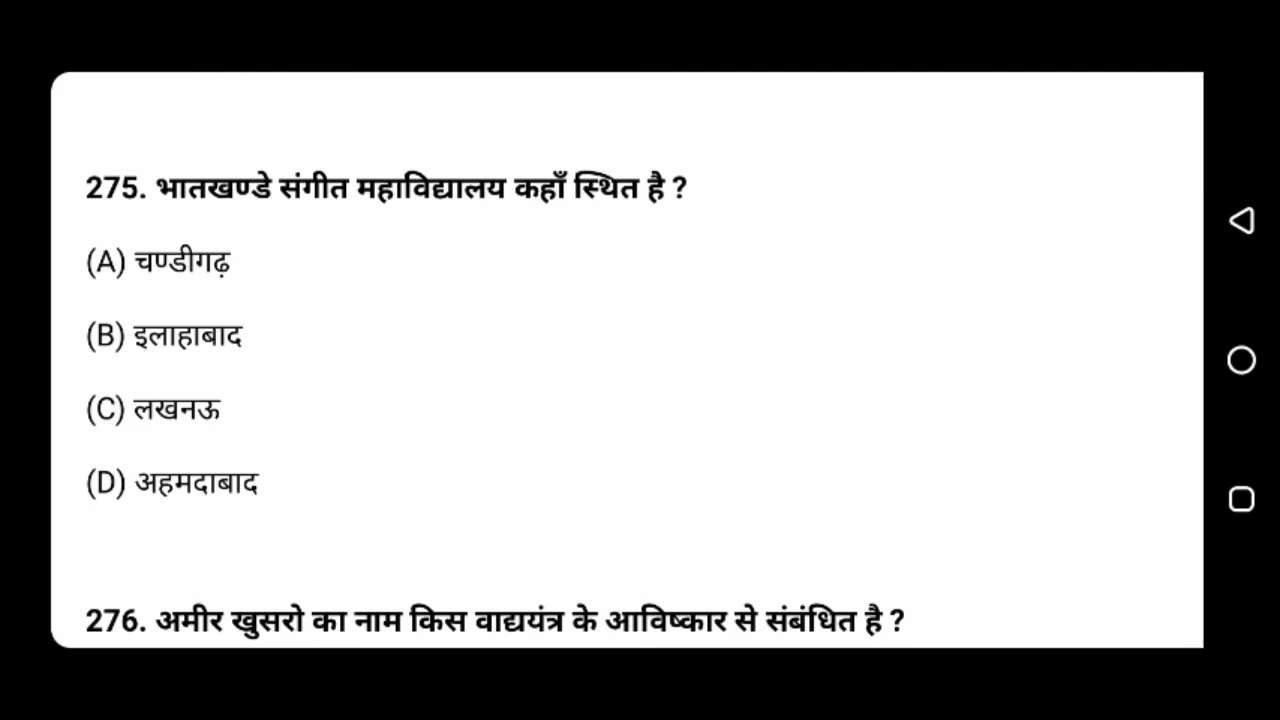 275. भातखण्डे संगीत महाविद्यालय कहाँ स्थित है ?
(A) चण्डीगढ़
(B) इलाहाबाद
(C) लखनऊ
(D) अहमदाबाद
276. अमीर खुसरो का नाम किस वाद्ययंत्र के आविष्कार से संबंधित है ?